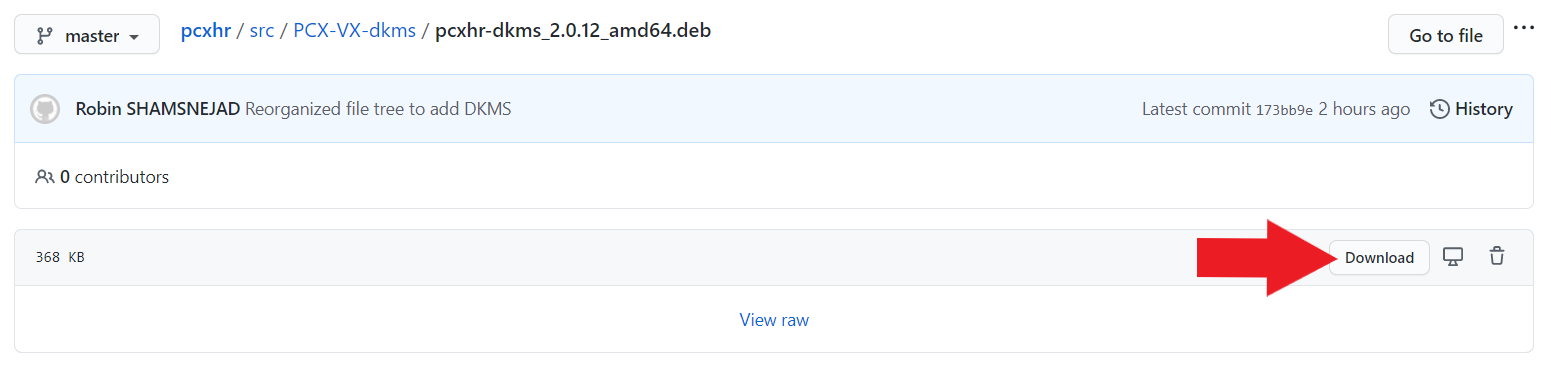 master pcxhr / src / PCX-VX-dkms / pcxhr-dkms_2.0.12_amd64.deb Go to file ...
Robin SHAMSNEJAD Reorganized file tree to add DKMS Latest commit 173bb9e 2 hours ago History
0 contributors
368 KB Download
View raw